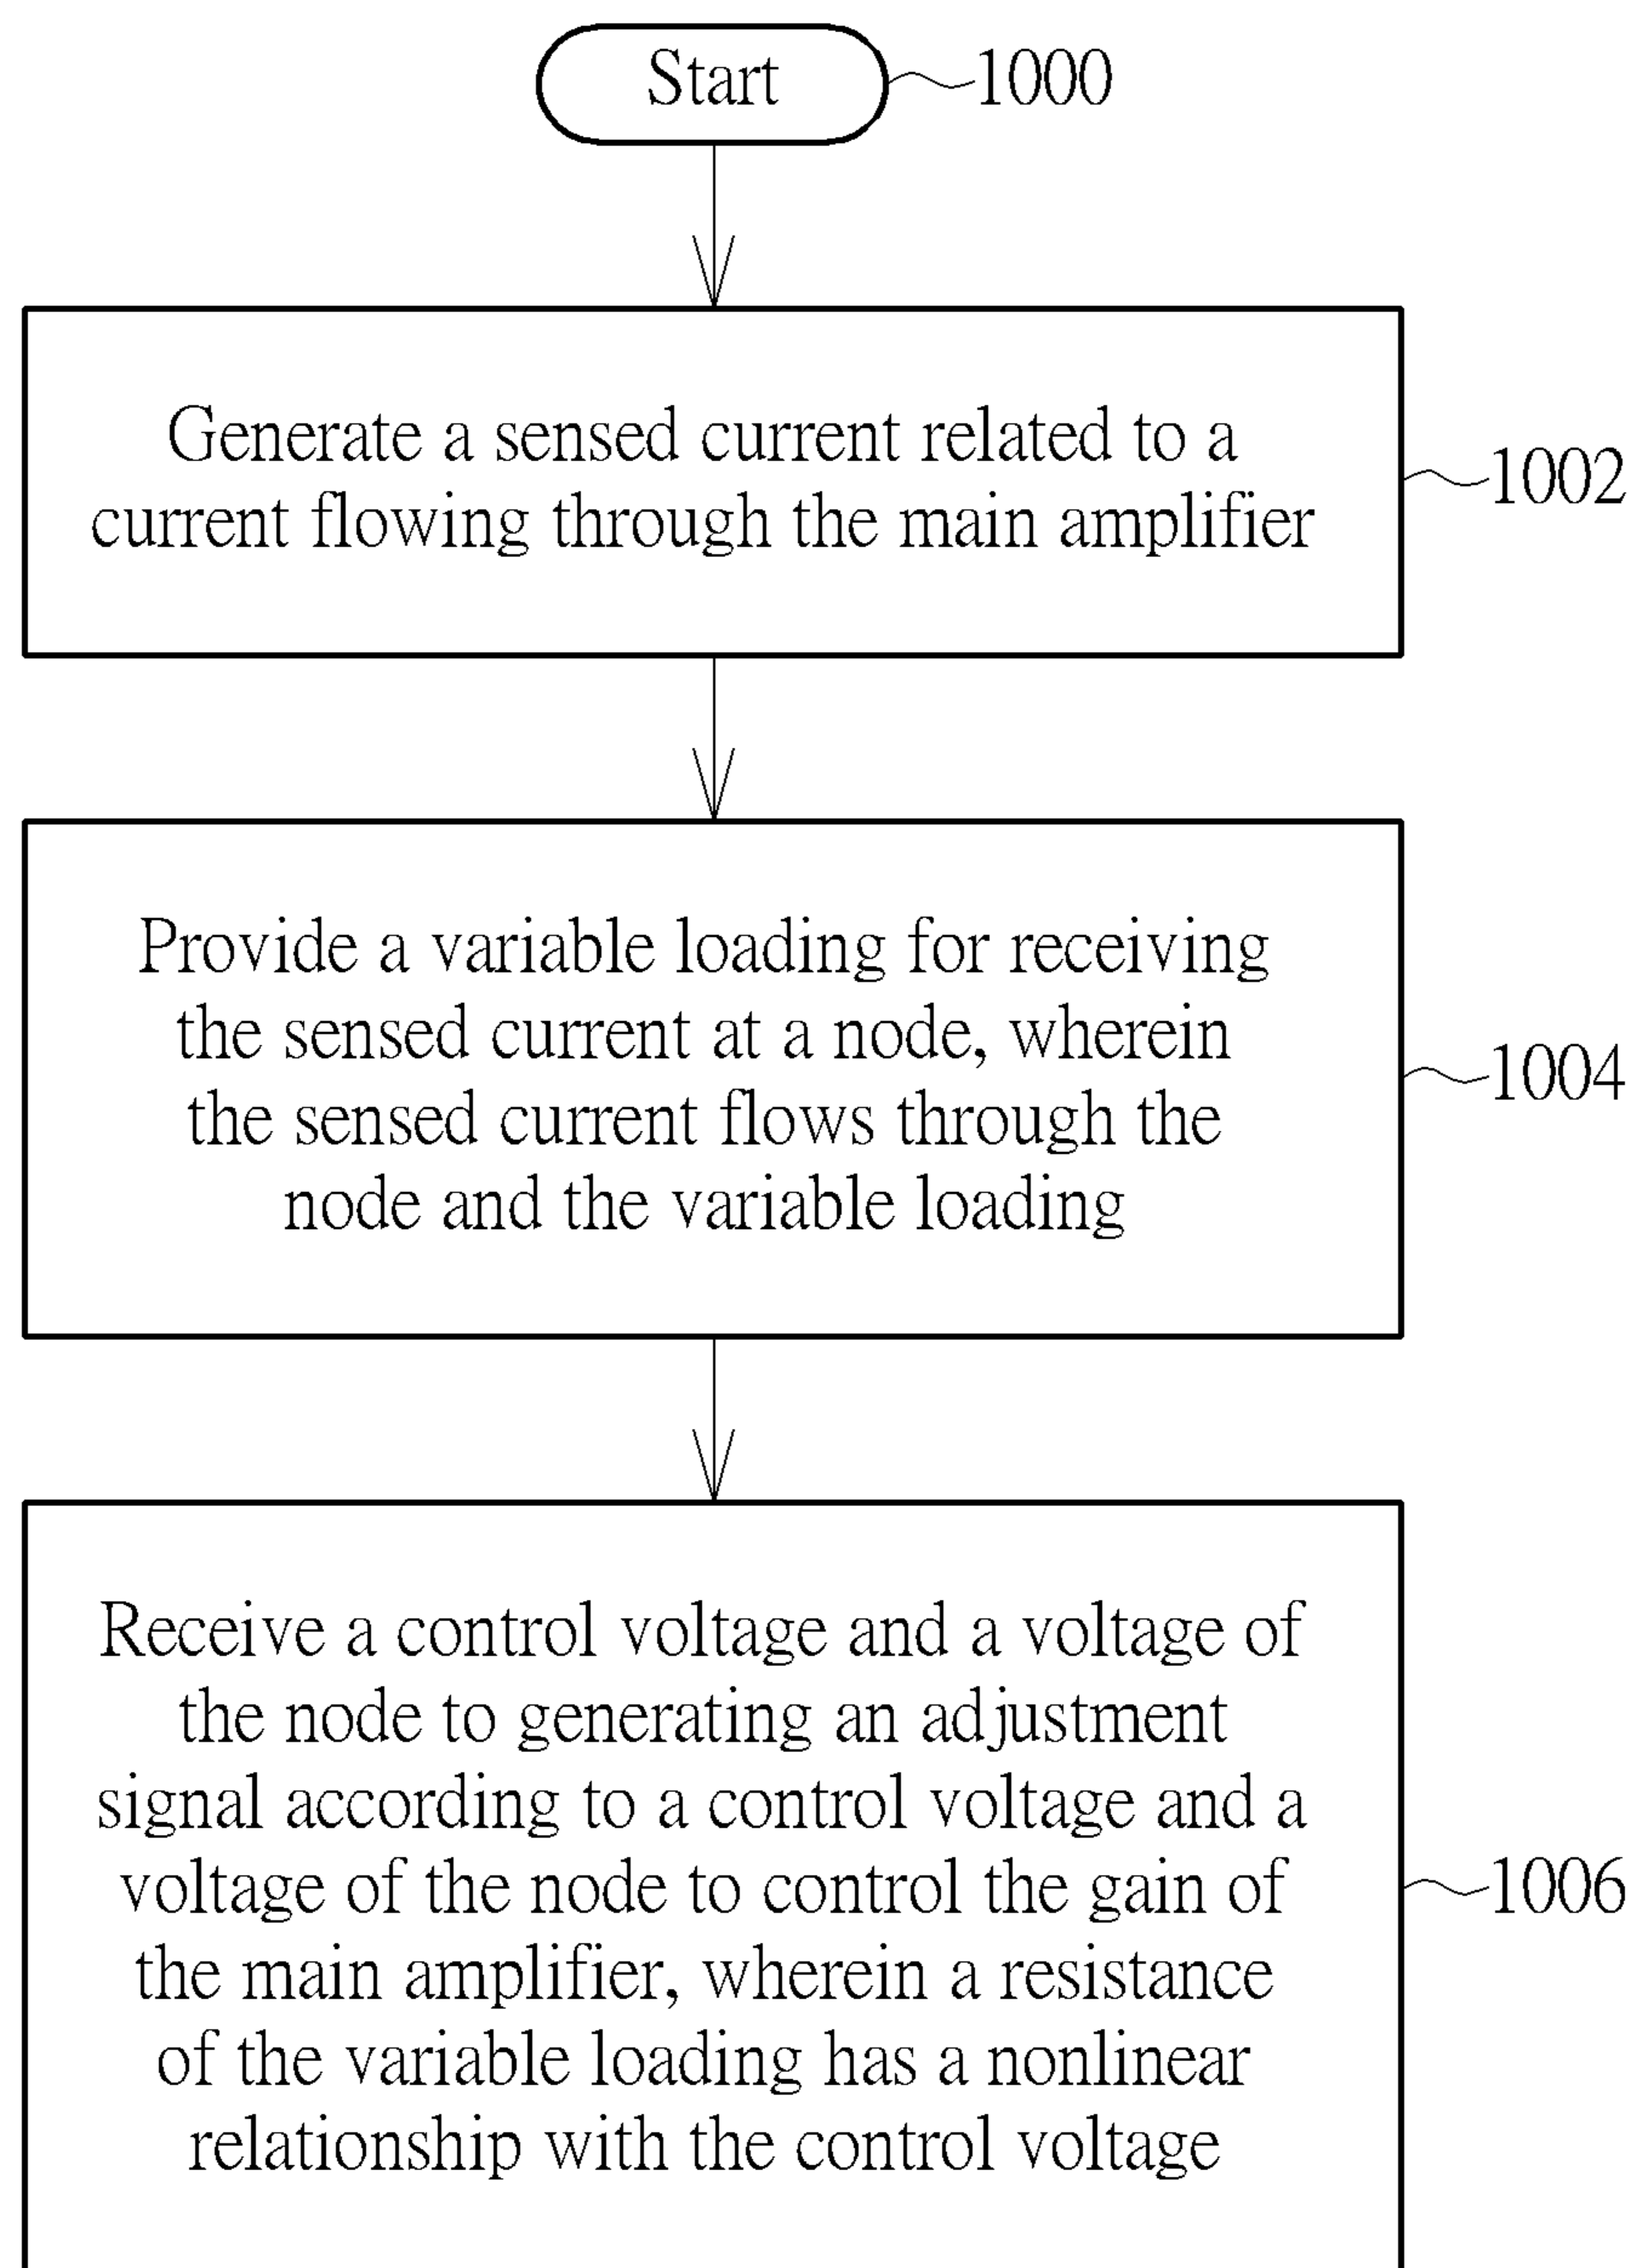 Start
1000
Generate a sensed current related to a
current flowing through the main amplifier
1002
Provide a variable loading for receiving
the sensed current at a node, wherein
the sensed current flows through the
node and the variable loading
1004
Receive a control voltage and a voltage of
the node to generating an adjustment
signal according to a control voltage and a
voltage of the node to control the gain of
the main amplifier, wherein a resistance
of the variable loading has a nonlinear
relationship with the control voltage
1006